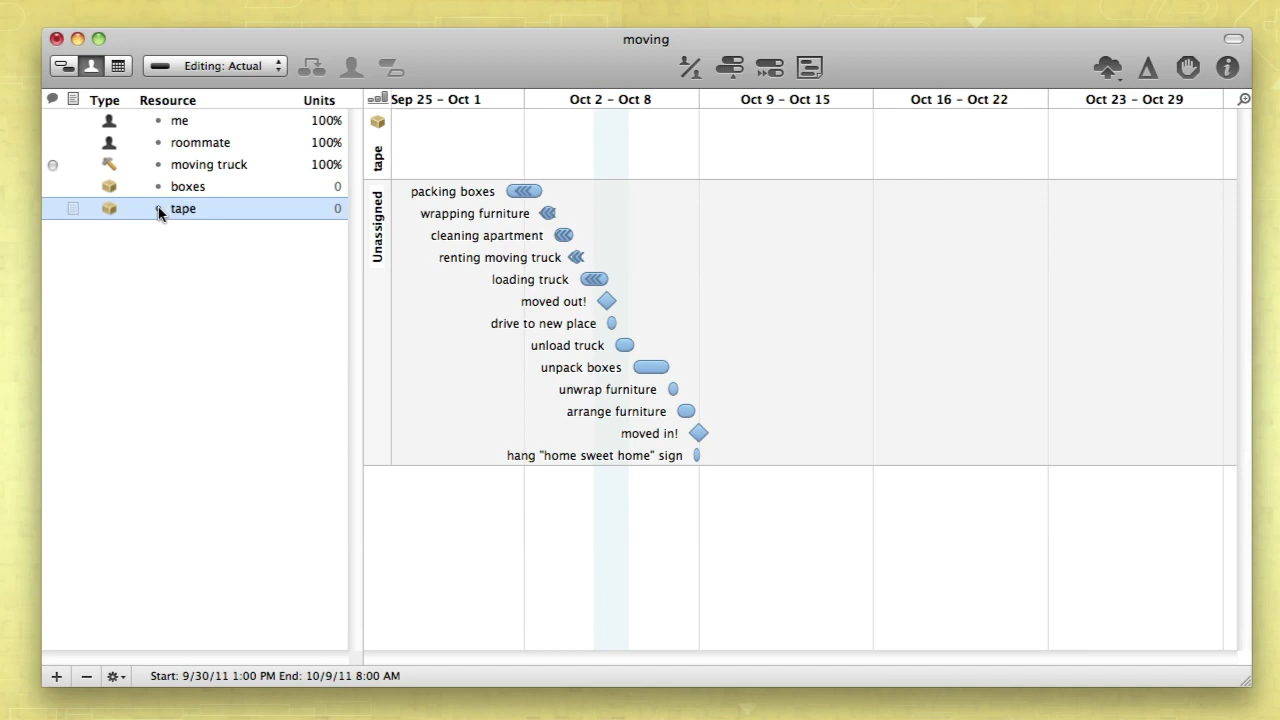 moving
Editing: Actual
Type Resource Units
Sep 25 – Oct 1 Oct 2 – Oct 8 Oct 9 – Oct 15 Oct 16 – Oct 22 Oct 23 – Oct 29
me 100%
roommate 100%
moving truck 100%
boxes 0
tape 0
tape
Unassigned
packing boxes
wrapping furniture
cleaning apartment
renting moving truck
loading truck
moved out!
drive to new place
unload truck
unpack boxes
unwrap furniture
arrange furniture
moved in!
hang "home sweet home" sign
Start: 9/30/11 1:00 PM End: 10/9/11 8:00 AM